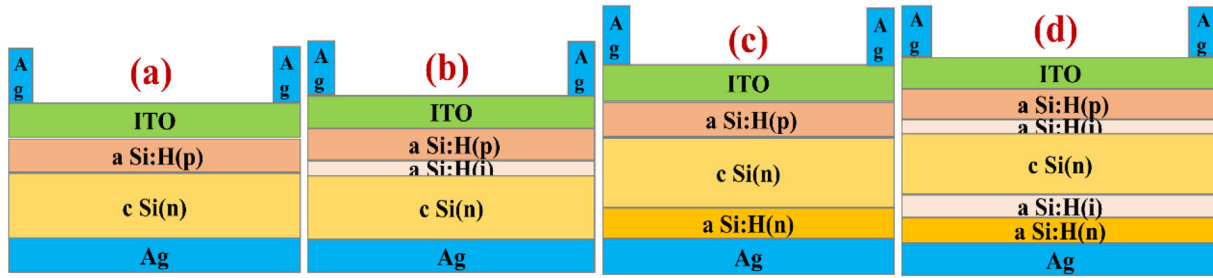 (a)
A
g
A
g
ITO
a Si:H(p)
c Si(n)
Ag
(b)
A
g
A
g
ITO
a Si:H(p)
a Si:H(i)
c Si(n)
Ag
(c)
A
g
A
g
ITO
a Si:H(p)
c Si(n)
a Si:H(n)
Ag
(d)
A
g
A
g
ITO
a Si:H(p)
a Si:H(i)
c Si(n)
a Si:H(i)
a Si:H(n)
Ag